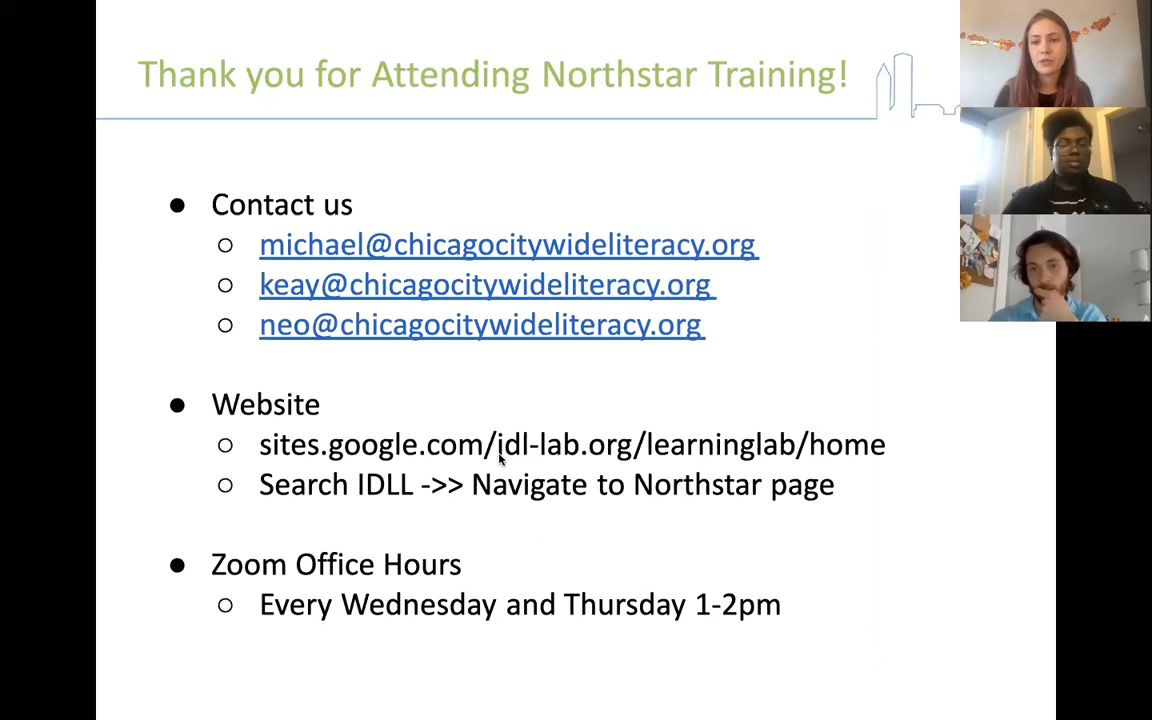 Thank you for Attending Northstar Training!
● Contact us
○ michael@chicagocitywideliteracy.org
○ keay@chicagocitywideliteracy.org
○ neo@chicagocitywideliteracy.org
● Website
○ sites.google.com/idl-lab.org/learninglab/home
○ Search IDLL ->> Navigate to Northstar page
● Zoom Office Hours
○ Every Wednesday and Thursday 1-2pm